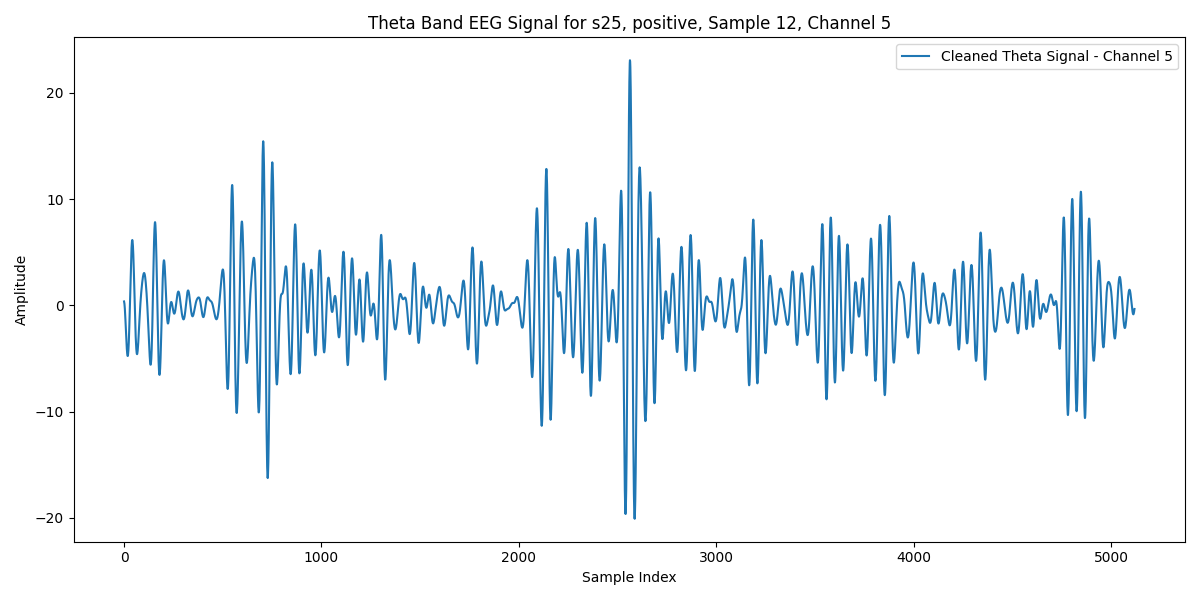 Theta Band EEG Signal for s25, positive, Sample 12, Channel 5
Cleaned Theta Signal - Channel 5
Amplitude
20
10
0
−10
−20
0 1000 2000 3000 4000 5000
Sample Index